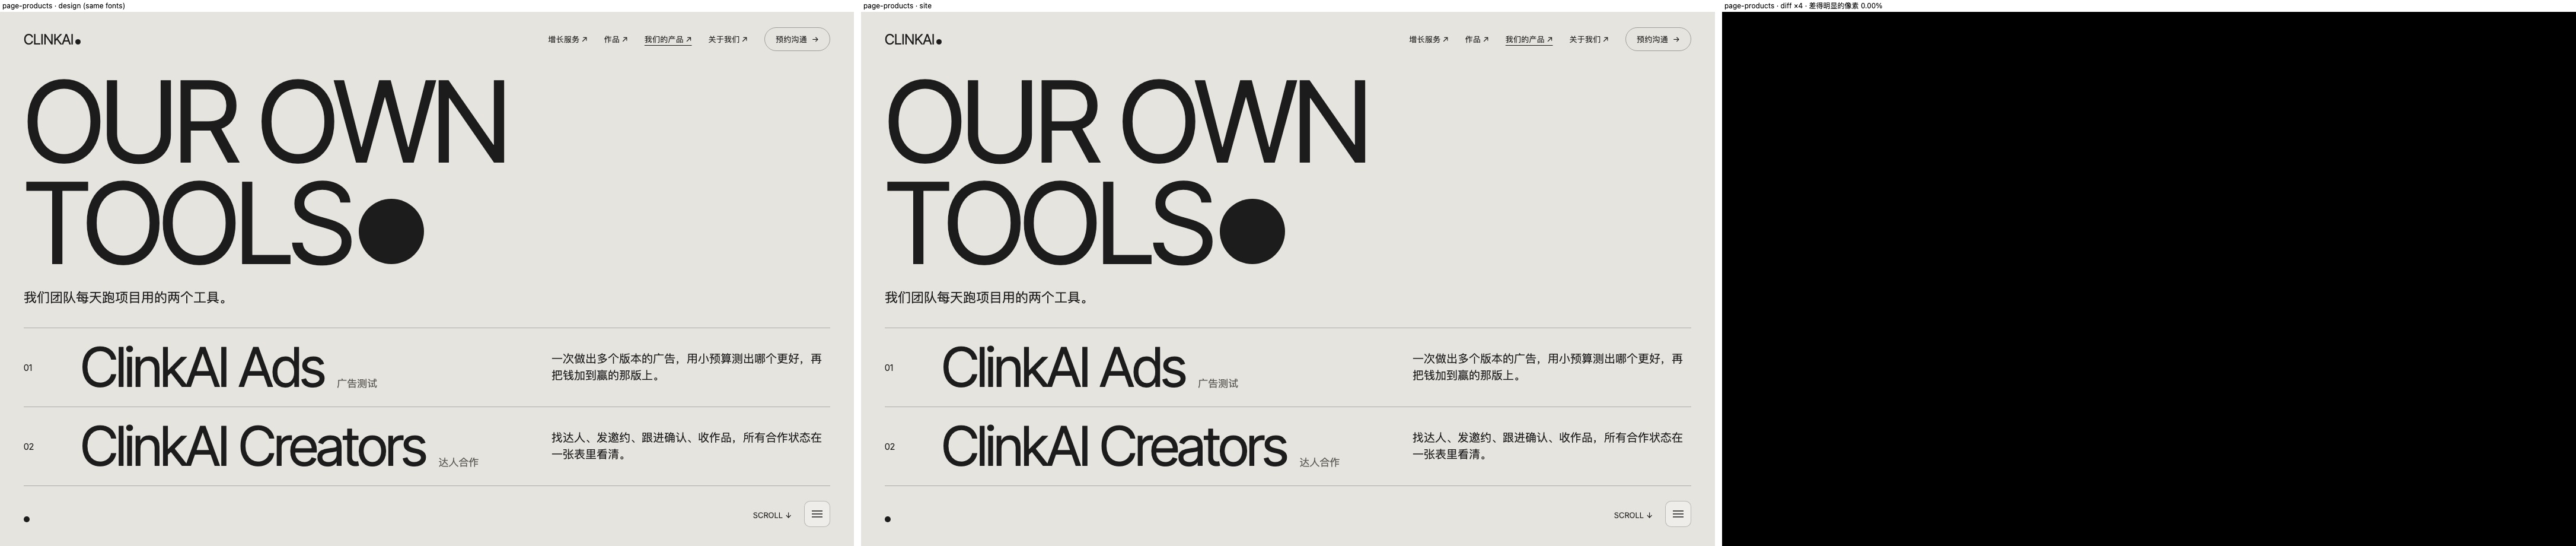 page-products · design (same fonts)
CLINKAI●
增长服务 ↗ 作品 ↗ 我们的产品 ↗ 关于我们 ↗ 预约沟通 →
OUR OWN
TOOLS●
我们团队每天跑项目用的两个工具。
01 ClinkAI Ads 广告测试
一次做出多个版本的广告，用小预算测出哪个更好，再
把钱加到赢的那版上。
02 ClinkAI Creators 达人合作
找达人、发邀约、跟进确认、收作品，所有合作状态在
一张表里看清。
SCROLL ↓
page-products · site
CLINKAI●
增长服务 ↗ 作品 ↗ 我们的产品 ↗ 关于我们 ↗ 预约沟通 →
OUR OWN
TOOLS●
我们团队每天跑项目用的两个工具。
01 ClinkAI Ads 广告测试
一次做出多个版本的广告，用小预算测出哪个更好，再
把钱加到赢的那版上。
02 ClinkAI Creators 达人合作
找达人、发邀约、跟进确认、收作品，所有合作状态在
一张表里看清。
SCROLL ↓
page-products · diff ×4 · 差得明显的像素 0.00%